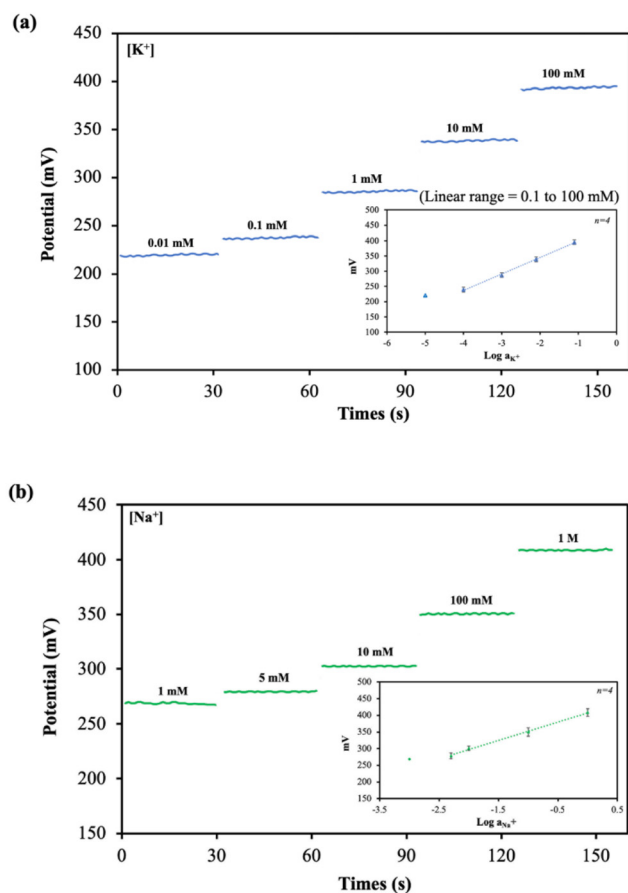 (a)
[K+]
450
400
350
300
250
200
150
100
Potential (mV)
0.01 mM
0.1 mM
1 mM
10 mM
100 mM
(Linear range = 0.1 to 100 mM)
n=4
500
450
400
350
300
250
200
150
100
mV
-6 -5 -4 -3 -2 -1 0
Log aK+
0 30 60 90 120 150
Times (s)
(b)
[Na+]
450
400
350
300
250
200
150
Potential (mV)
1 mM
5 mM
10 mM
100 mM
1 M
n=4
500
450
400
350
300
250
200
150
mV
-3.5 -2.5 -1.5 -0.5 0.5
Log aNa+
0 30 60 90 120 150
Times (s)